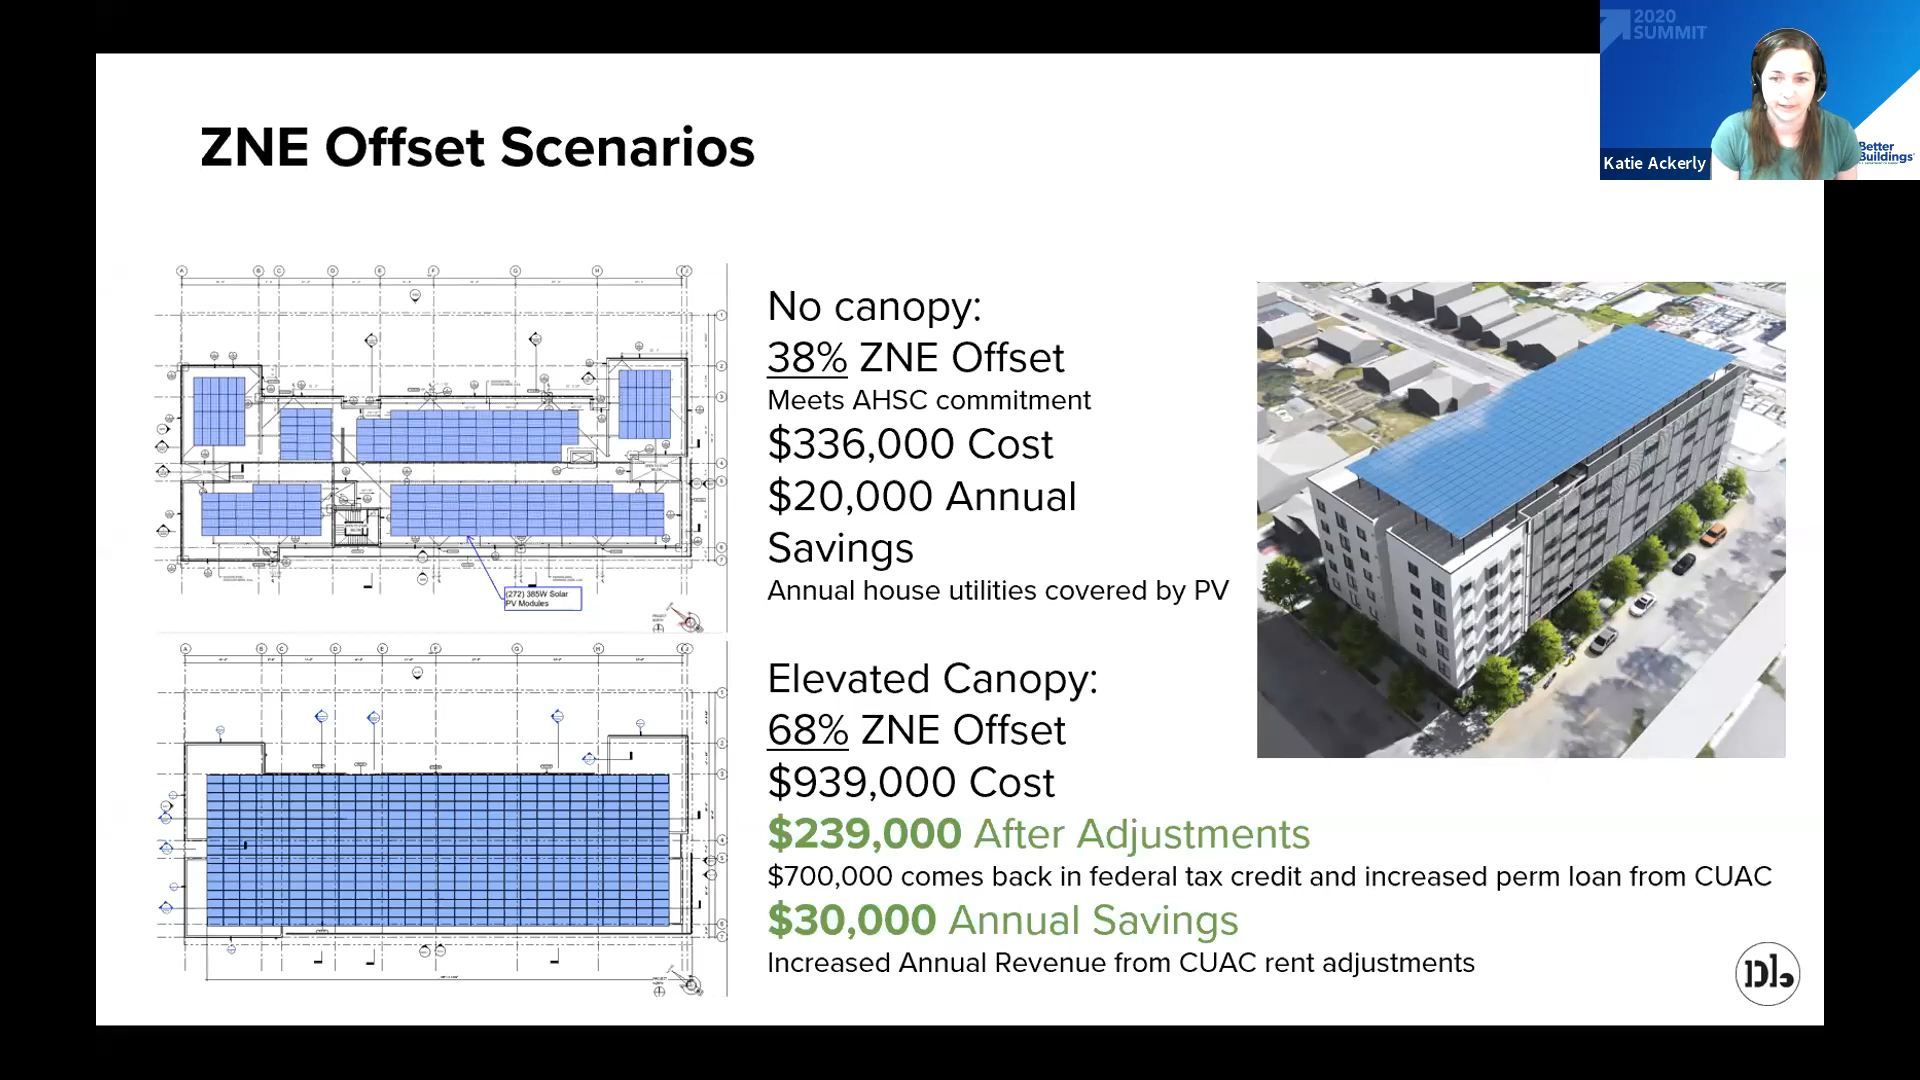 2020
SUMMIT
Better
Buildings
Katie Ackerly
ZNE Offset Scenarios
No canopy:
38% ZNE Offset
Meets AHSC commitment
$336,000 Cost
$20,000 Annual
Savings
Annual house utilities covered by PV
(272) 385W Solar
PV Modules
Elevated Canopy:
68% ZNE Offset
$939,000 Cost
$239,000 After Adjustments
$700,000 comes back in federal tax credit and increased perm loan from CUAC
$30,000 Annual Savings
Increased Annual Revenue from CUAC rent adjustments